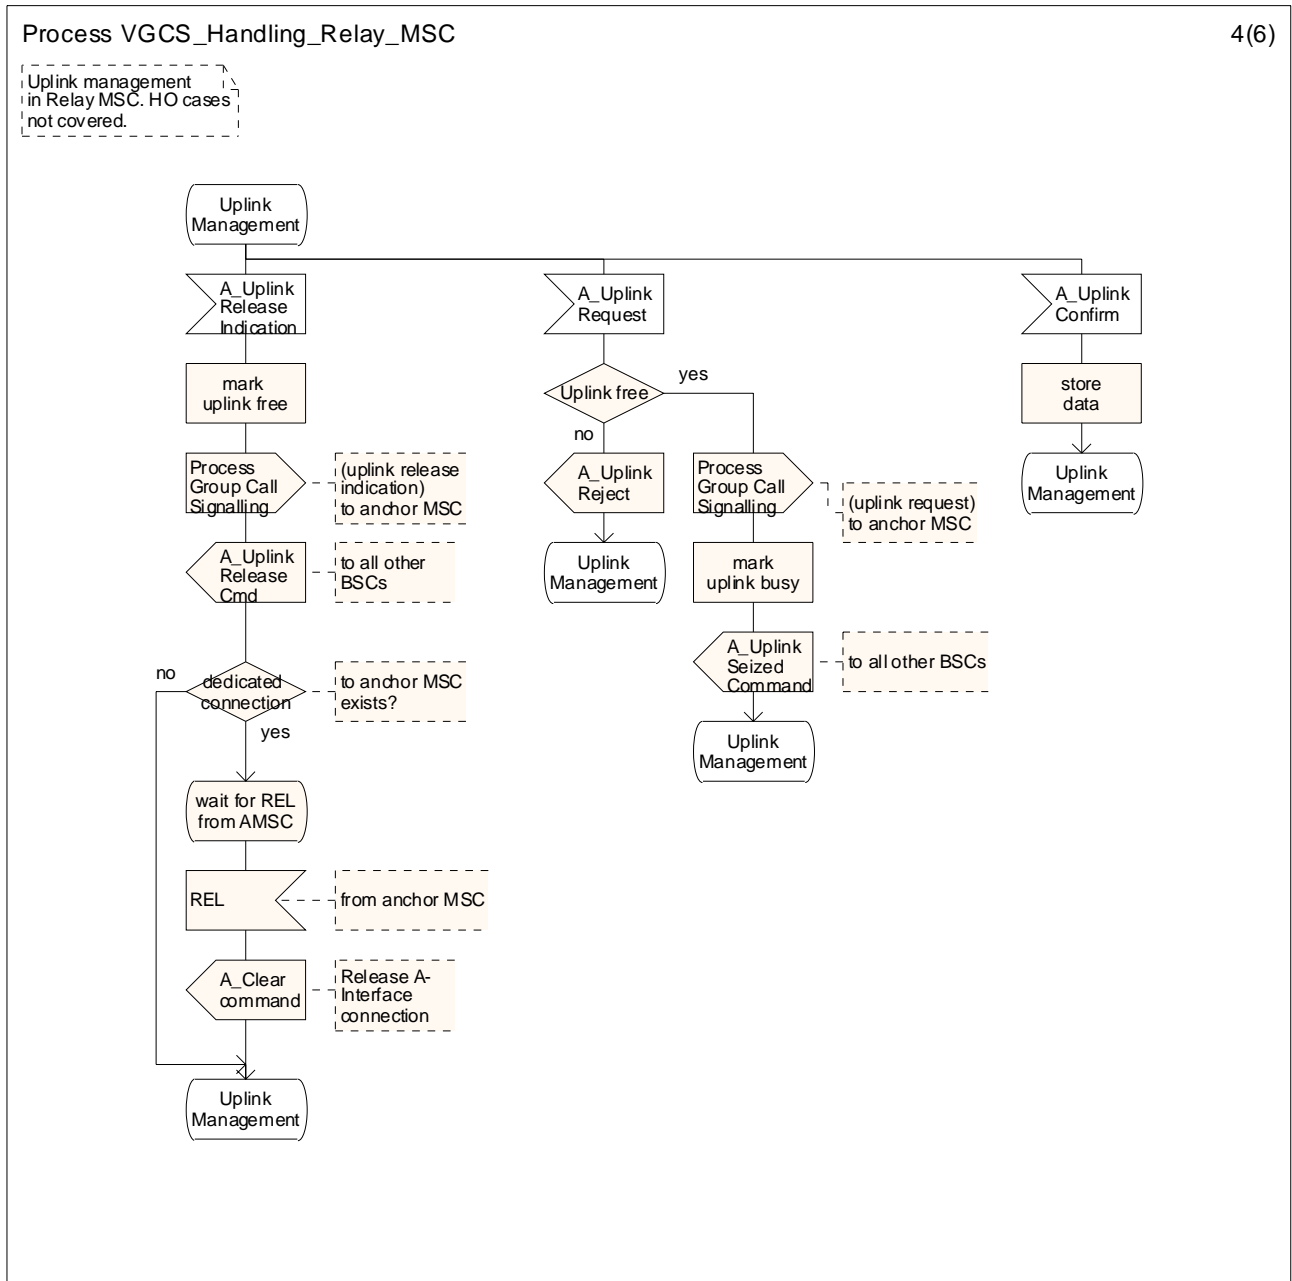 Process VGCS_Handling_Relay_MSC
4(6)
Uplink management
in Relay MSC. HO cases
not covered.
Uplink
Management
A_Uplink
Release
Indication
mark
uplink free
Process
Group Call
Signalling
(uplink release
indication)
to anchor MSC
A_Uplink
Release
Cmd
to all other
BSCs
no
dedicated
connection
to anchor MSC
exists?
yes
wait for REL
from AMSC
REL
from anchor MSC
A_Clear
command
Release A-
Interface
connection
Uplink
Management
A_Uplink
Request
Uplink free
yes
no
A_Uplink
Reject
Uplink
Management
Process
Group Call
Signalling
(uplink request)
to anchor MSC
mark
uplink busy
A_Uplink
Seized
Command
to all other BSCs
Uplink
Management
A_Uplink
Confirm
store
data
Uplink
Management